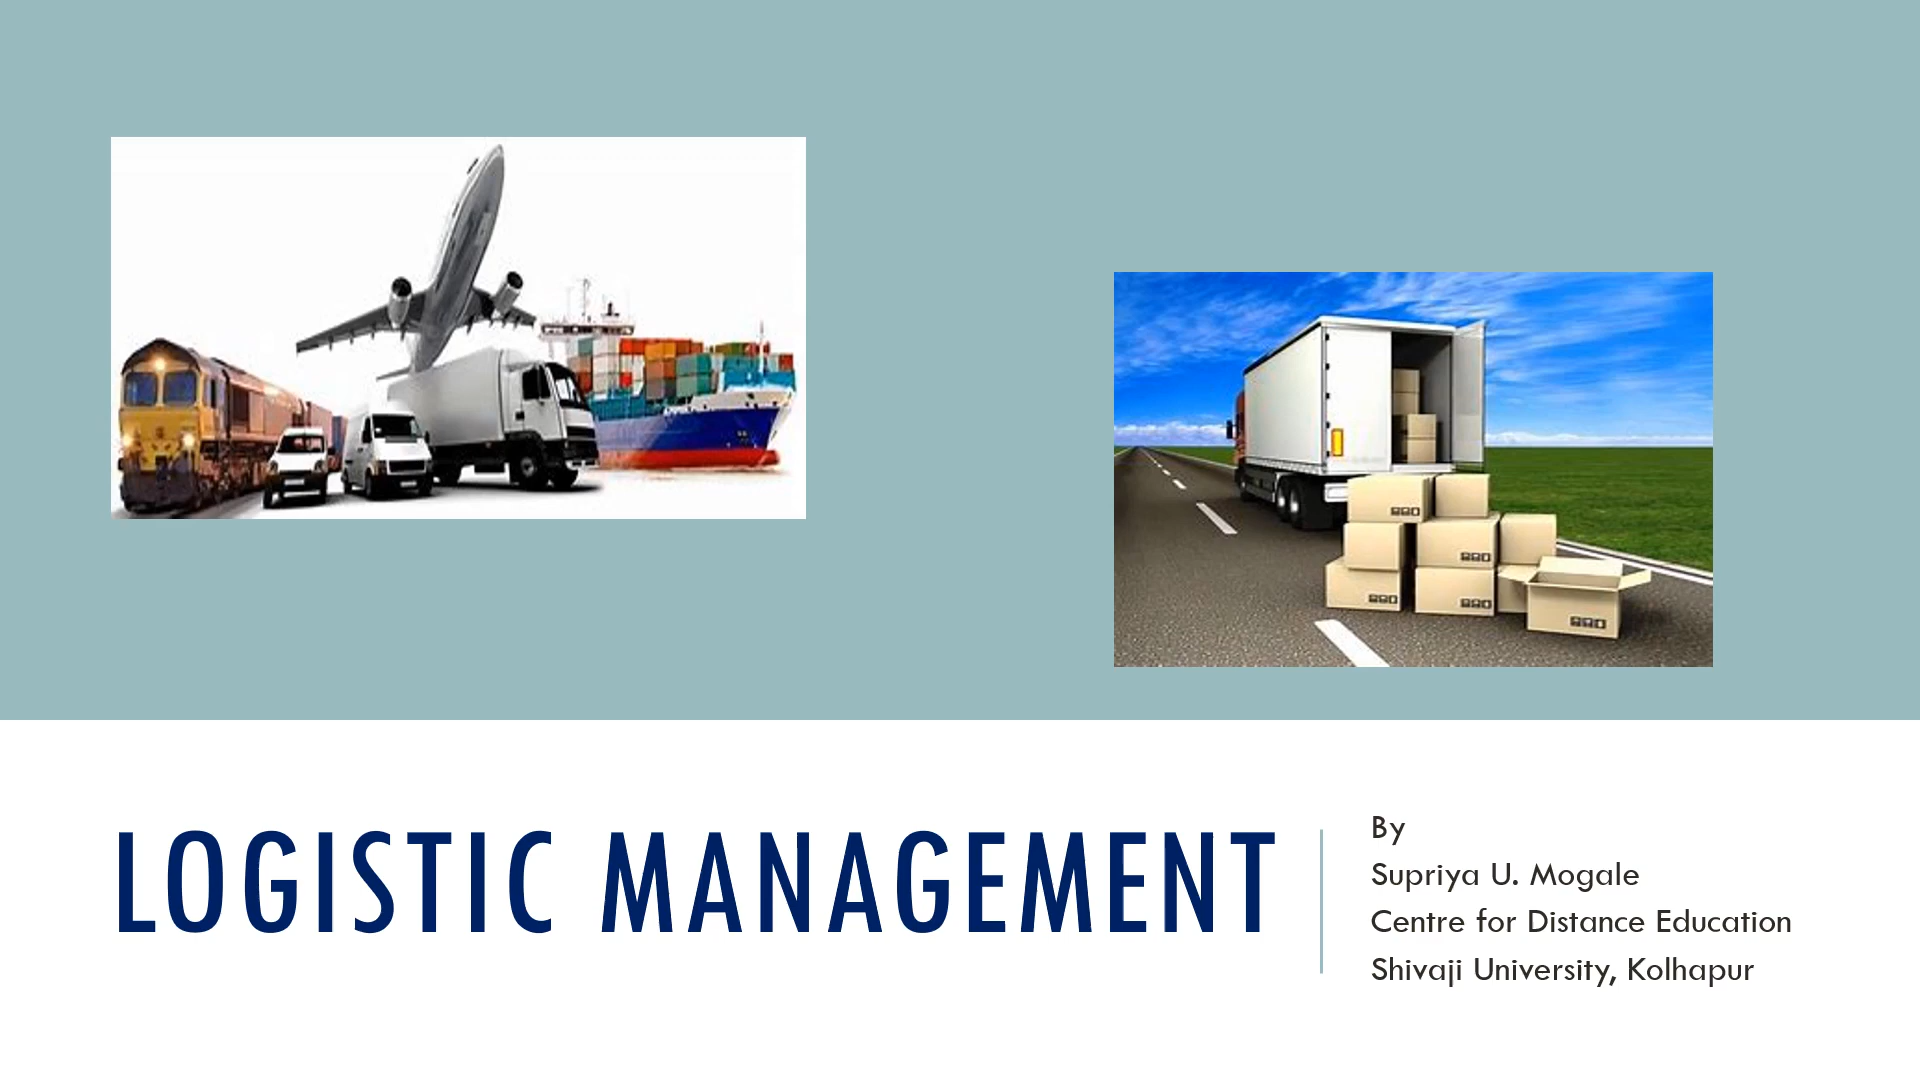 LOGISTIC MANAGEMENT
By
Supriya U. Mogale
Centre for Distance Education
Shivaji University, Kolhapur